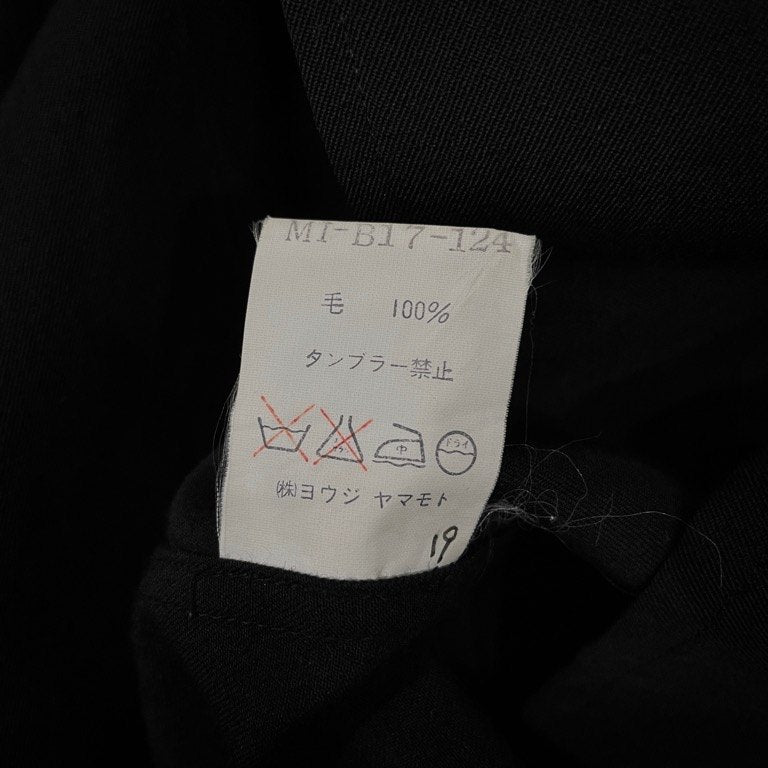 MI-B17-124
毛 100%
タンブラー禁止
中 ドライ
(株)ヨウジ ヤマモト
19